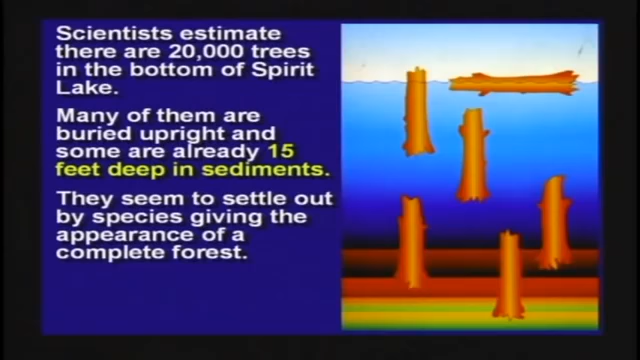 Scientists estimate
there are 20,000 trees
in the bottom of Spirit
Lake.
Many of them are
buried upright and
some are already 15
feet deep in sediments.
They seem to settle out
by species giving the
appearance of a
complete forest.